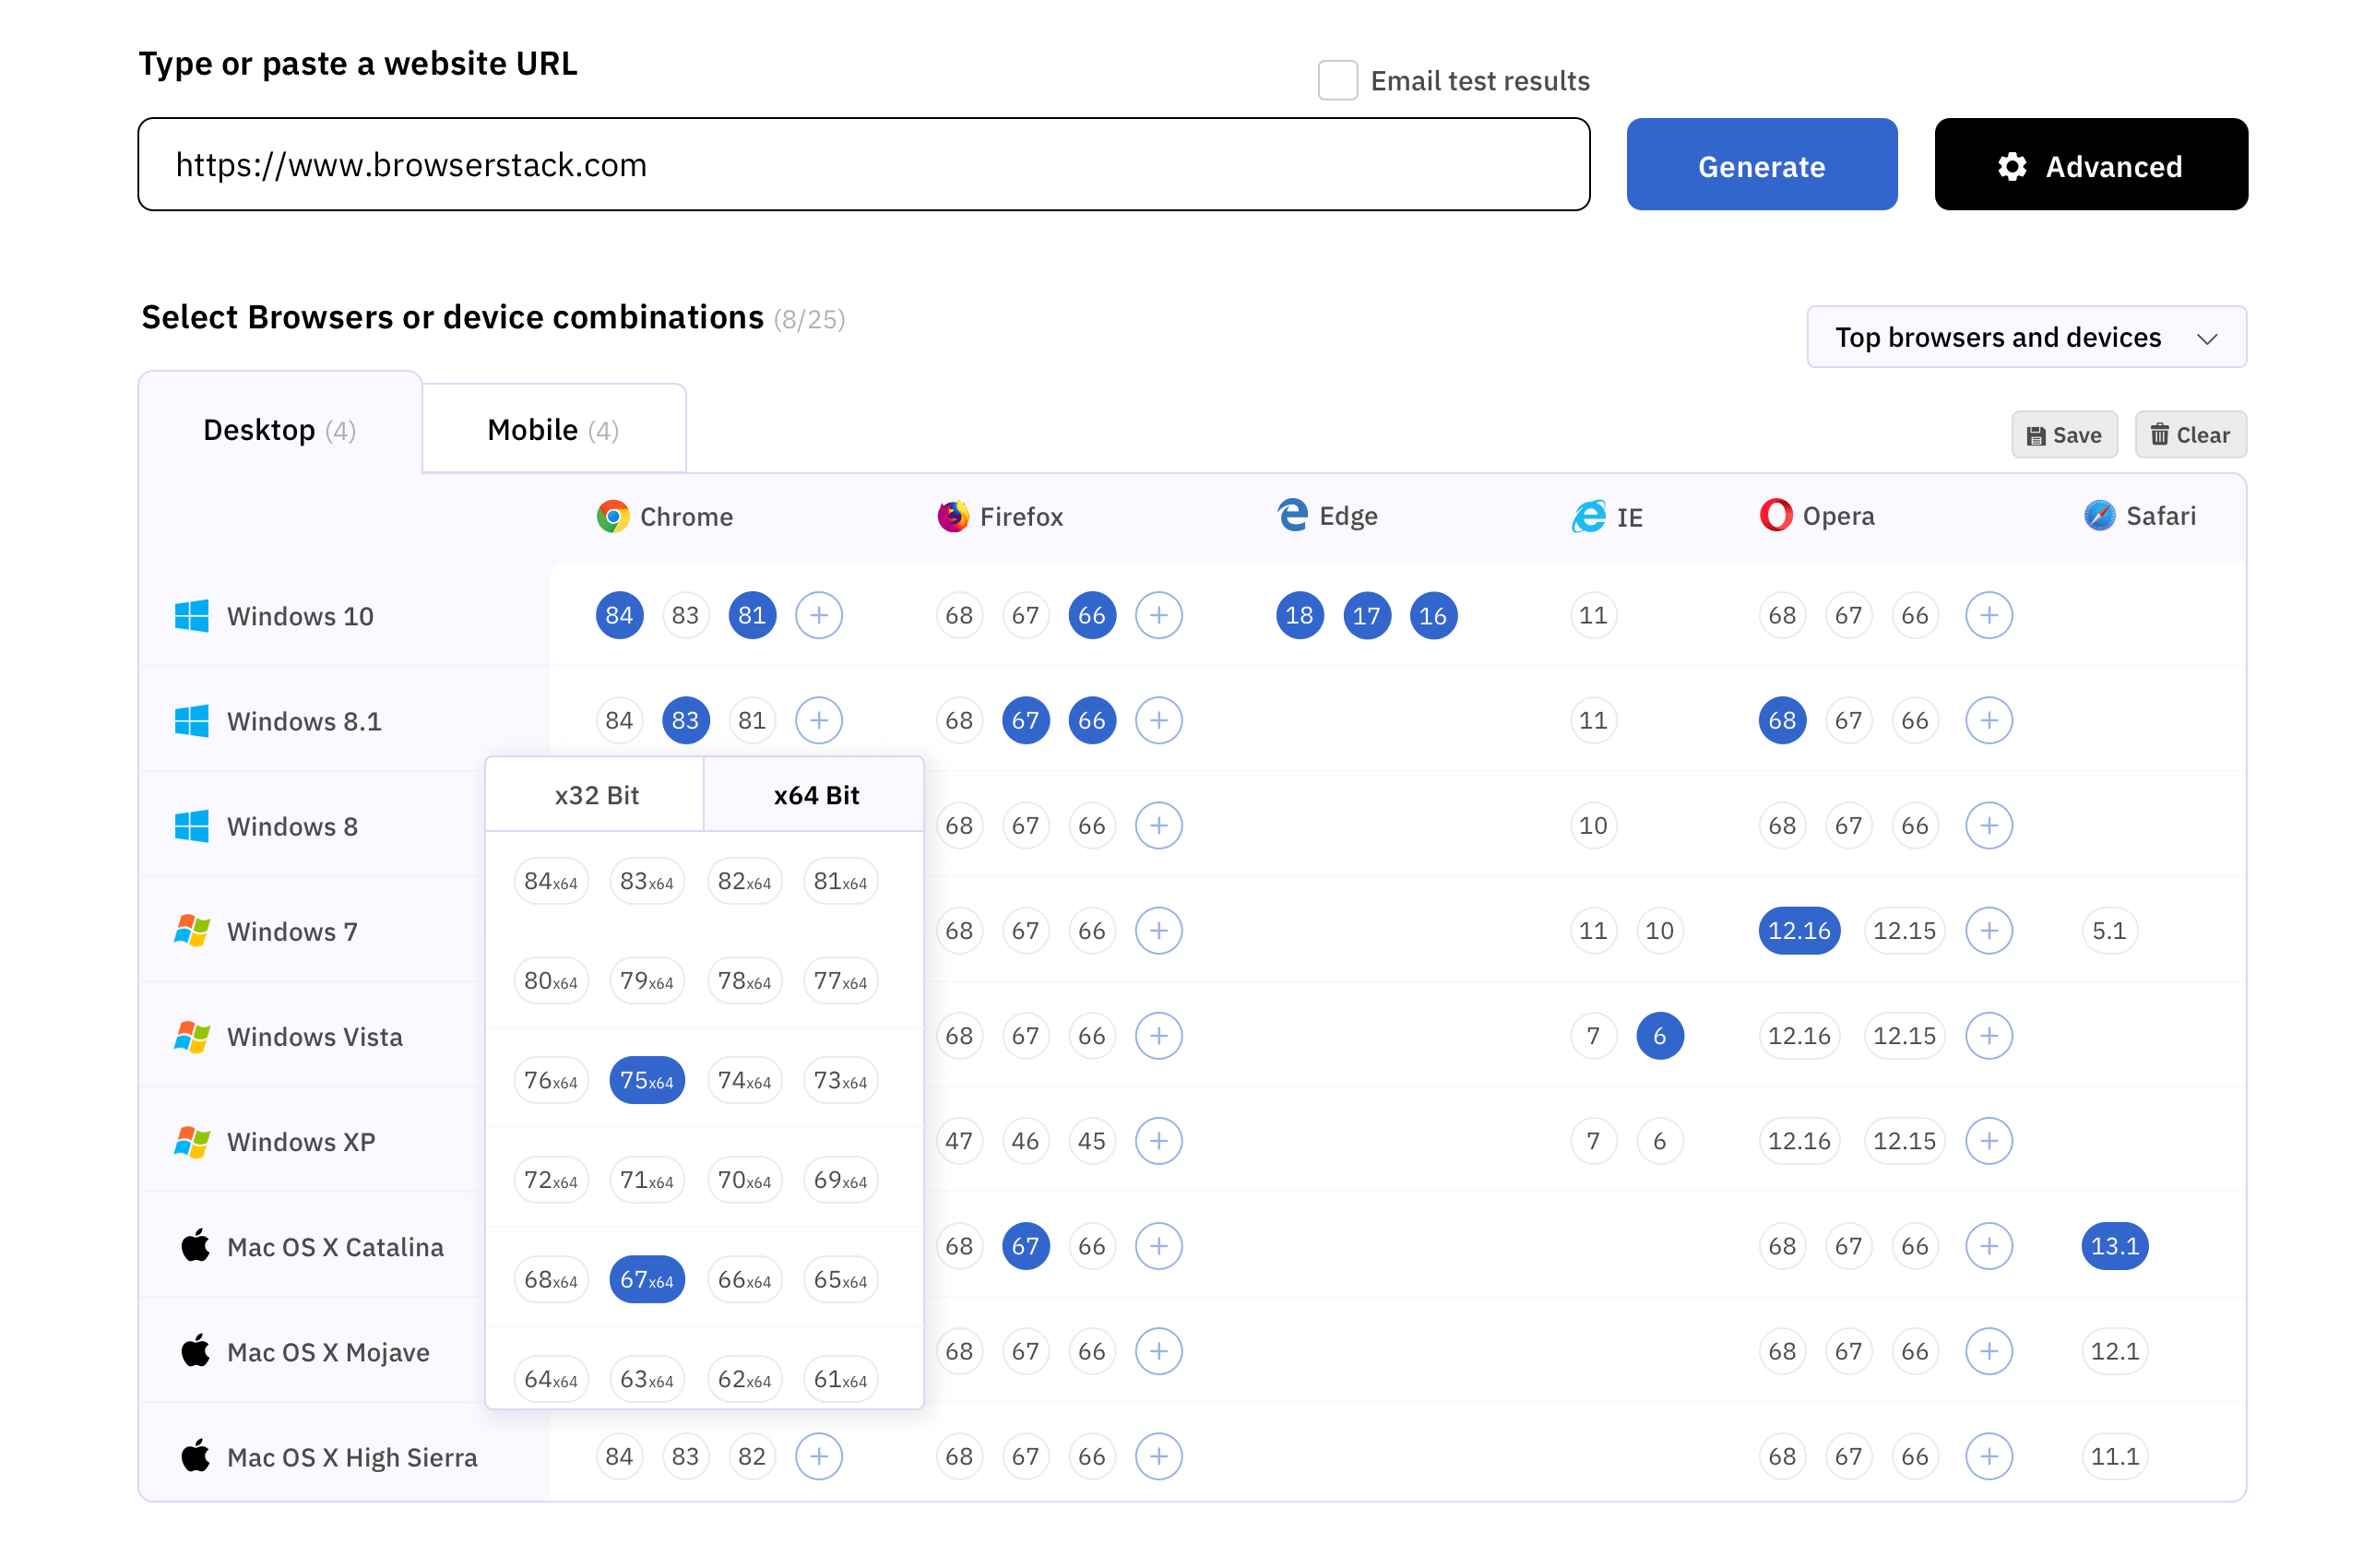 Type or paste a website URL
Email test results
https://www.browserstack.com
Generate
Advanced
Select Browsers or device combinations (8/25)
Top browsers and devices
Desktop (4)
Mobile (4)
Save
Clear
Chrome Firefox Edge IE Opera Safari
Windows 10 84 83 81 + 68 67 66 + 18 17 16 11 68 67 66 +
Windows 8.1 84 83 81 + 68 67 66 + 11 68 67 66 +
x32 Bit x64 Bit
Windows 8 68 67 66 + 10 68 67 66 +
84x64 83x64 82x64 81x64
Windows 7 68 67 66 + 11 10 12.16 12.15 + 5.1
80x64 79x64 78x64 77x64
Windows Vista 68 67 66 + 7 6 12.16 12.15 +
76x64 75x64 74x64 73x64
Windows XP 47 46 45 + 7 6 12.16 12.15 +
72x64 71x64 70x64 69x64
Mac OS X Catalina 68 67 66 + 68 67 66 + 13.1
68x64 67x64 66x64 65x64
Mac OS X Mojave 68 67 66 + 68 67 66 + 12.1
64x64 63x64 62x64 61x64
Mac OS X High Sierra 84 83 82 + 68 67 66 + 68 67 66 + 11.1